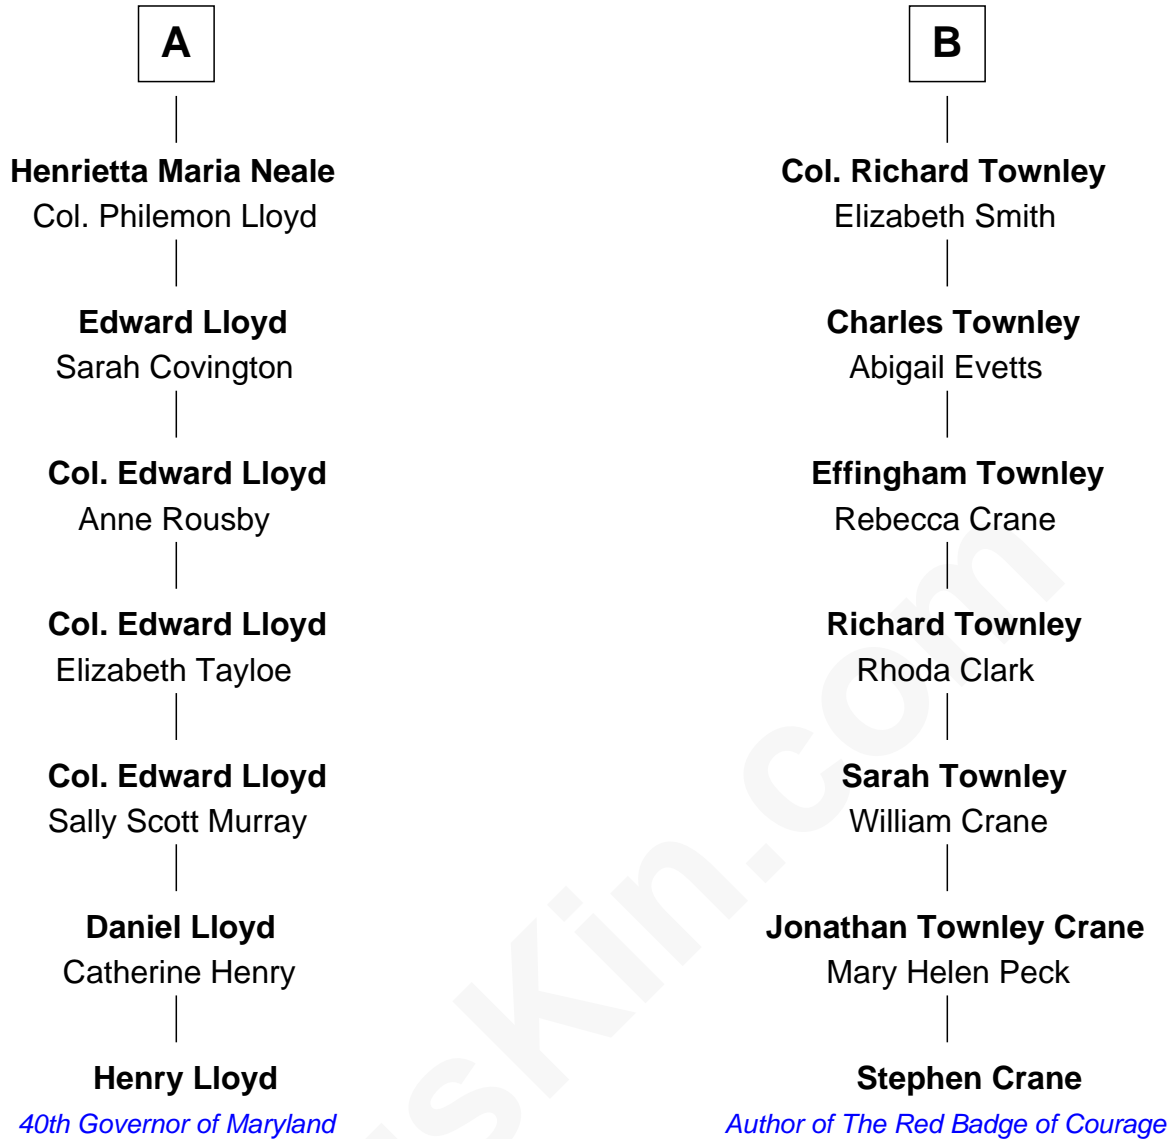 A
Henrietta Maria Neale
Col. Philemon Lloyd
Edward Lloyd
Sarah Covington
Col. Edward Lloyd
Anne Rousby
Col. Edward Lloyd
Elizabeth Tayloe
Col. Edward Lloyd
Sally Scott Murray
Daniel Lloyd
Catherine Henry
Henry Lloyd
40th Governor of Maryland
B
Col. Richard Townley
Elizabeth Smith
Charles Townley
Abigail Evetts
Effingham Townley
Rebecca Crane
Richard Townley
Rhoda Clark
Sarah Townley
William Crane
Jonathan Townley Crane
Mary Helen Peck
Stephen Crane
Author of The Red Badge of Courage